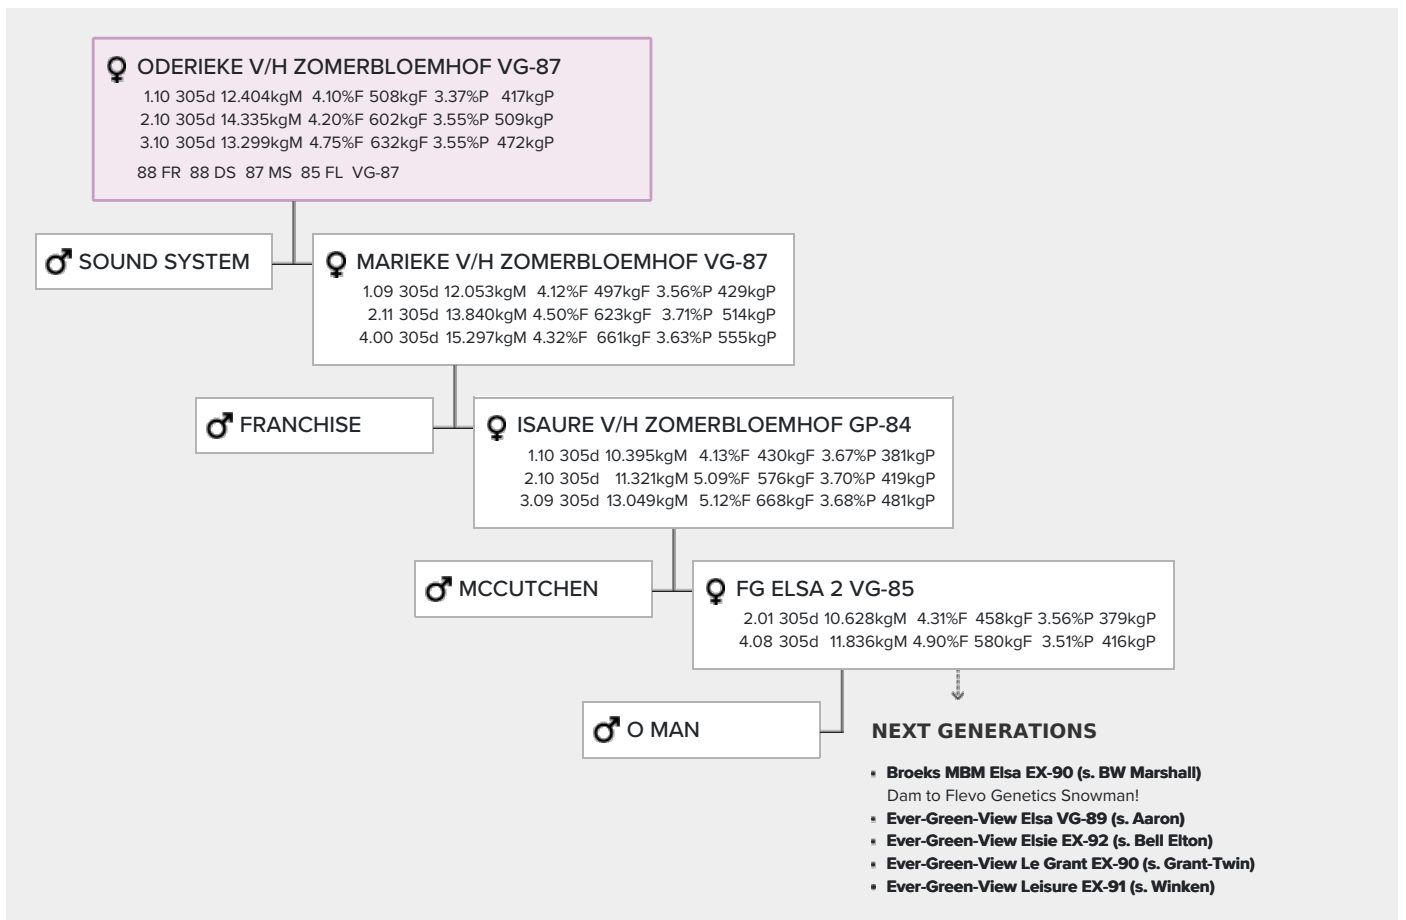 ODERIEKE V/H ZOMERBLOEMHOF VG-87
1.10 305d 12.404kgM 4.10%F 508kgF 3.37%P 417kgP
2.10 305d 14.335kgM 4.20%F 602kgF 3.55%P 509kgP
3.10 305d 13.299kgM 4.75%F 632kgF 3.55%P 472kgP
88 FR 88 DS 87 MS 85 FL VG-87
SOUND SYSTEM
MARIEKE V/H ZOMERBLOEMHOF VG-87
1.09 305d 12.053kgM 4.12%F 497kgF 3.56%P 429kgP
2.11 305d 13.840kgM 4.50%F 623kgF 3.71%P 514kgP
4.00 305d 15.297kgM 4.32%F 661kgF 3.63%P 555kgP
FRANCHISE
ISAURE V/H ZOMERBLOEMHOF GP-84
1.10 305d 10.395kgM 4.13%F 430kgF 3.67%P 381kgP
2.10 305d 11.321kgM 5.09%F 576kgF 3.70%P 419kgP
3.09 305d 13.049kgM 5.12%F 668kgF 3.68%P 481kgP
MCCUTCHEN
FG ELSA 2 VG-85
2.01 305d 10.628kgM 4.31%F 458kgF 3.56%P 379kgP
4.08 305d 11.836kgM 4.90%F 580kgF 3.51%P 416kgP
O MAN
NEXT GENERATIONS
▪ Broeks MBM Elsa EX-90 (s. BW Marshall)
Dam to Flevo Genetics Snowman!
▪ Ever-Green-View Elsa VG-89 (s. Aaron)
▪ Ever-Green-View Elsie EX-92 (s. Bell Elton)
▪ Ever-Green-View Le Grant EX-90 (s. Grant-Twin)
▪ Ever-Green-View Leisure EX-91 (s. Winken)